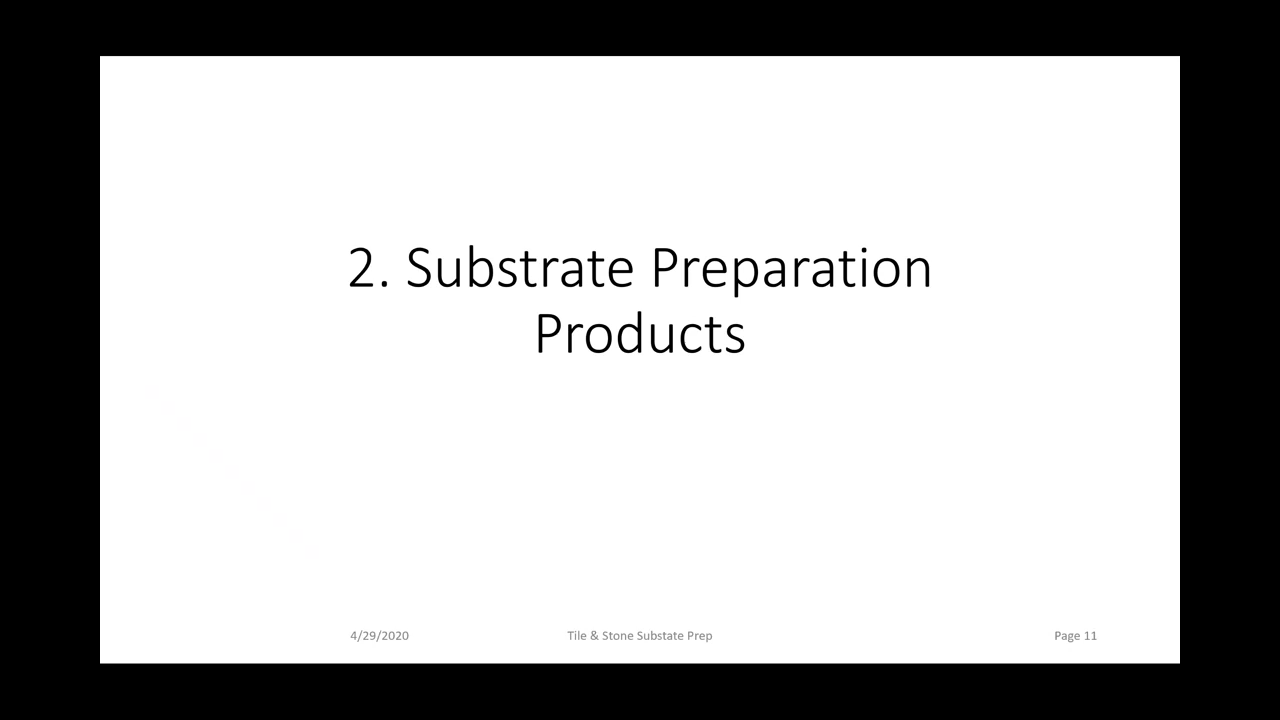 2. Substrate Preparation
Products
4/29/2020
Tile & Stone Substate Prep
Page 11